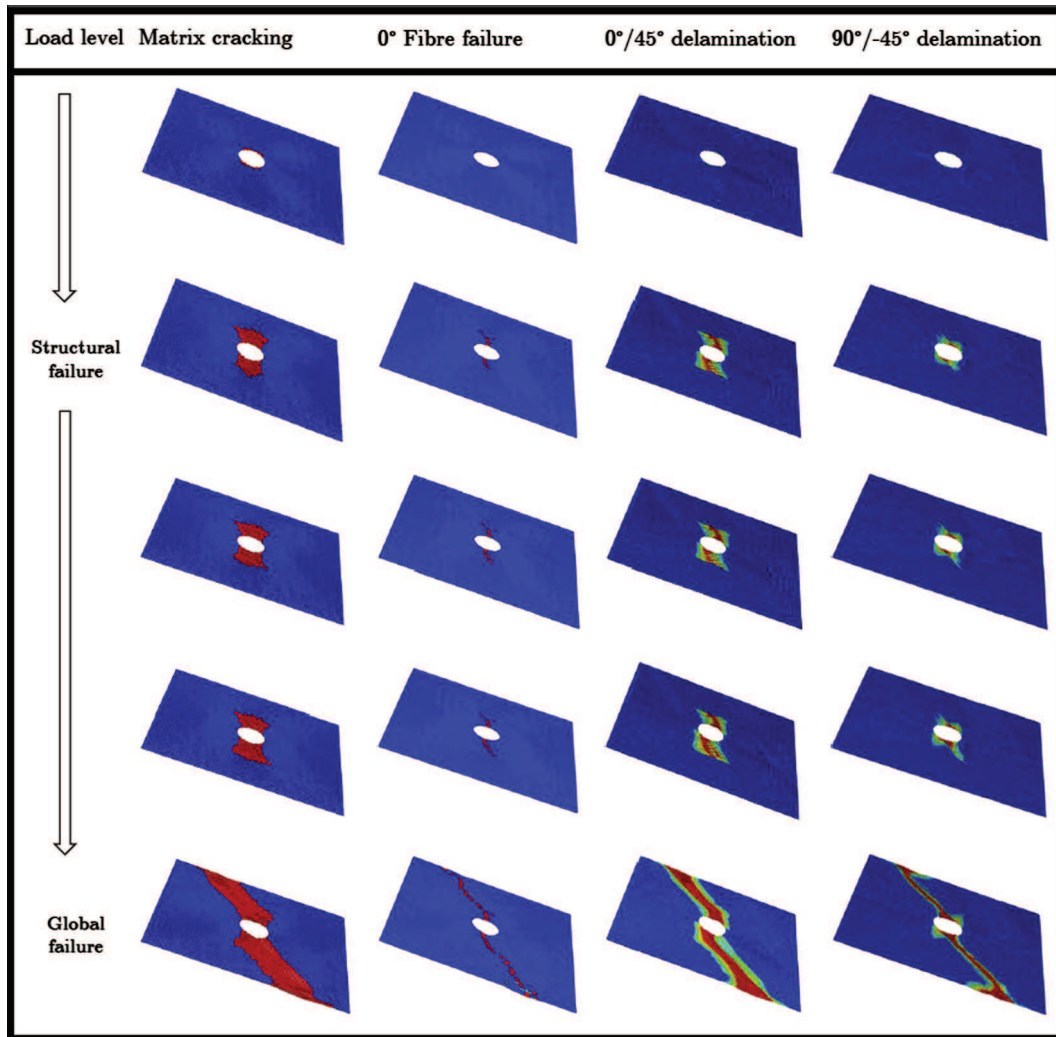 Load level Matrix cracking 0° Fibre failure 0°/45° delamination 90°/-45° delamination
Structural
failure
Global
failure